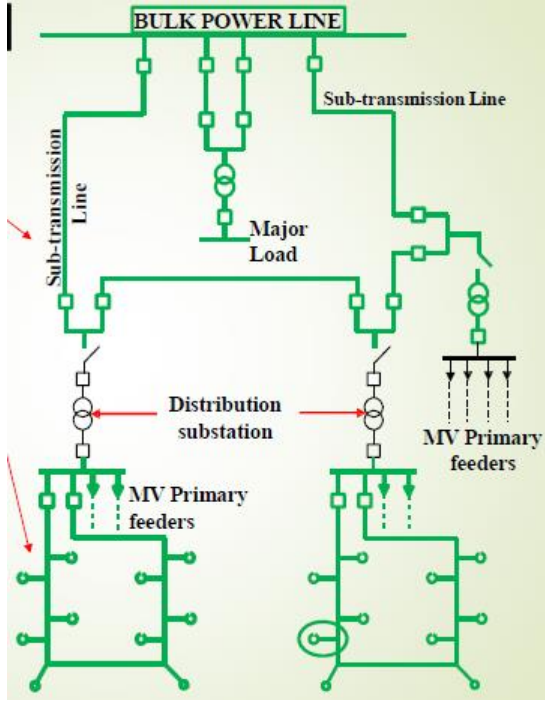 BULK POWER LINE
Sub-transmission Line
Sub-transmission
Line
Major
Load
Distribution
substation
MV Primary
feeders
MV Primary
feeders